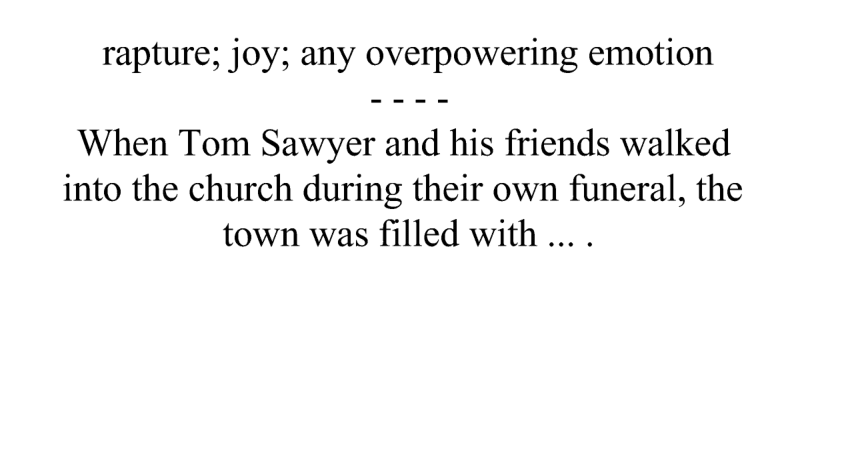 rapture; joy; any overpowering emotion
- - - -
When Tom Sawyer and his friends walked
into the church during their own funeral, the
town was filled with ... .